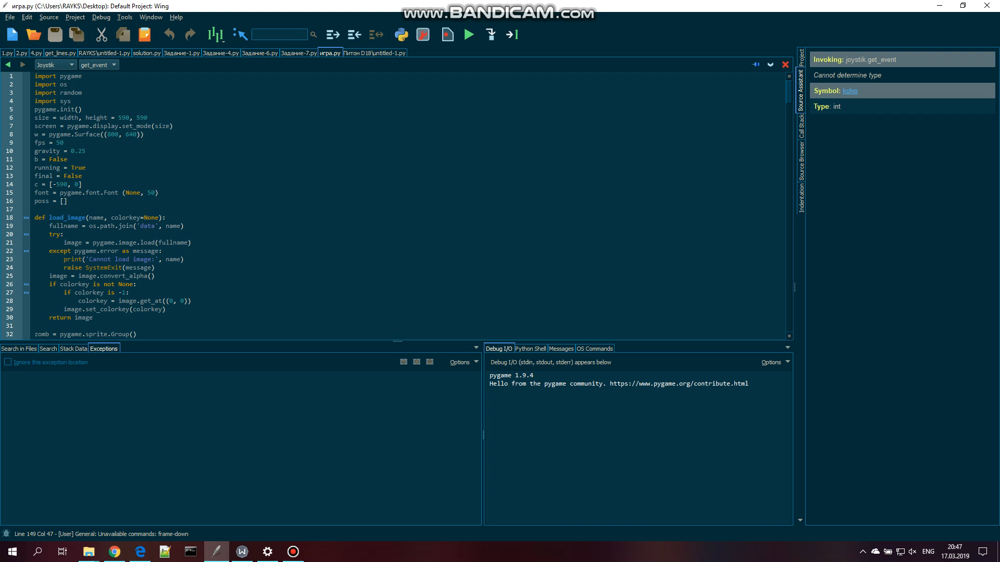 игра.py (C:\Users\RAYKS\Desktop): Default Project: Wing
www.BANDICAM.com
File Edit Source Project Debug Tools Window Help
1.py 2.py 4.py get_lines.py RAYKS\untitled-1.py solution.py Задание-1.py Задание-4.py Задание-6.py Задание-7.py игра.py Питон D18\untitled-1.py
Joystik get_event
1 import pygame
2 import os
3 import random
4 import sys
5 pygame.init()
6 size = width, height = 590, 590
7 screen = pygame.display.set_mode(size)
8 w = pygame.Surface((800, 640))
9 fps = 50
10 gravity = 0.25
11 b = False
12 running = True
13 final = False
14 c = [-590, 0]
15 font = pygame.font.Font (None, 50)
16 poss = []
17
18 def load_image(name, colorkey=None):
19 fullname = os.path.join('data', name)
20 try:
21 image = pygame.image.load(fullname)
22 except pygame.error as message:
23 print('Cannot load image:', name)
24 raise SystemExit(message)
25 image = image.convert_alpha()
26 if colorkey is not None:
27 if colorkey is -1:
28 colorkey = image.get_at((0, 0))
29 image.set_colorkey(colorkey)
30 return image
31
32 zomb = pygame.sprite.Group()
Project
Source Assistant
Call Stack
Source Browser
Indentation
Invoking: joystik.get_event
Cannot determine type
Symbol: kolvo
Type: int
Search in Files Search Stack Data Exceptions
Ignore this exception location
Options
Debug I/O Python Shell Messages OS Commands
Debug I/O (stdin, stdout, stderr) appears below
Options
pygame 1.9.4
Hello from the pygame community. https://www.pygame.org/contribute.html
Line 149 Col 47 - [User] General: Unavailable commands: frame-down
ENG
20:47
17.03.2019